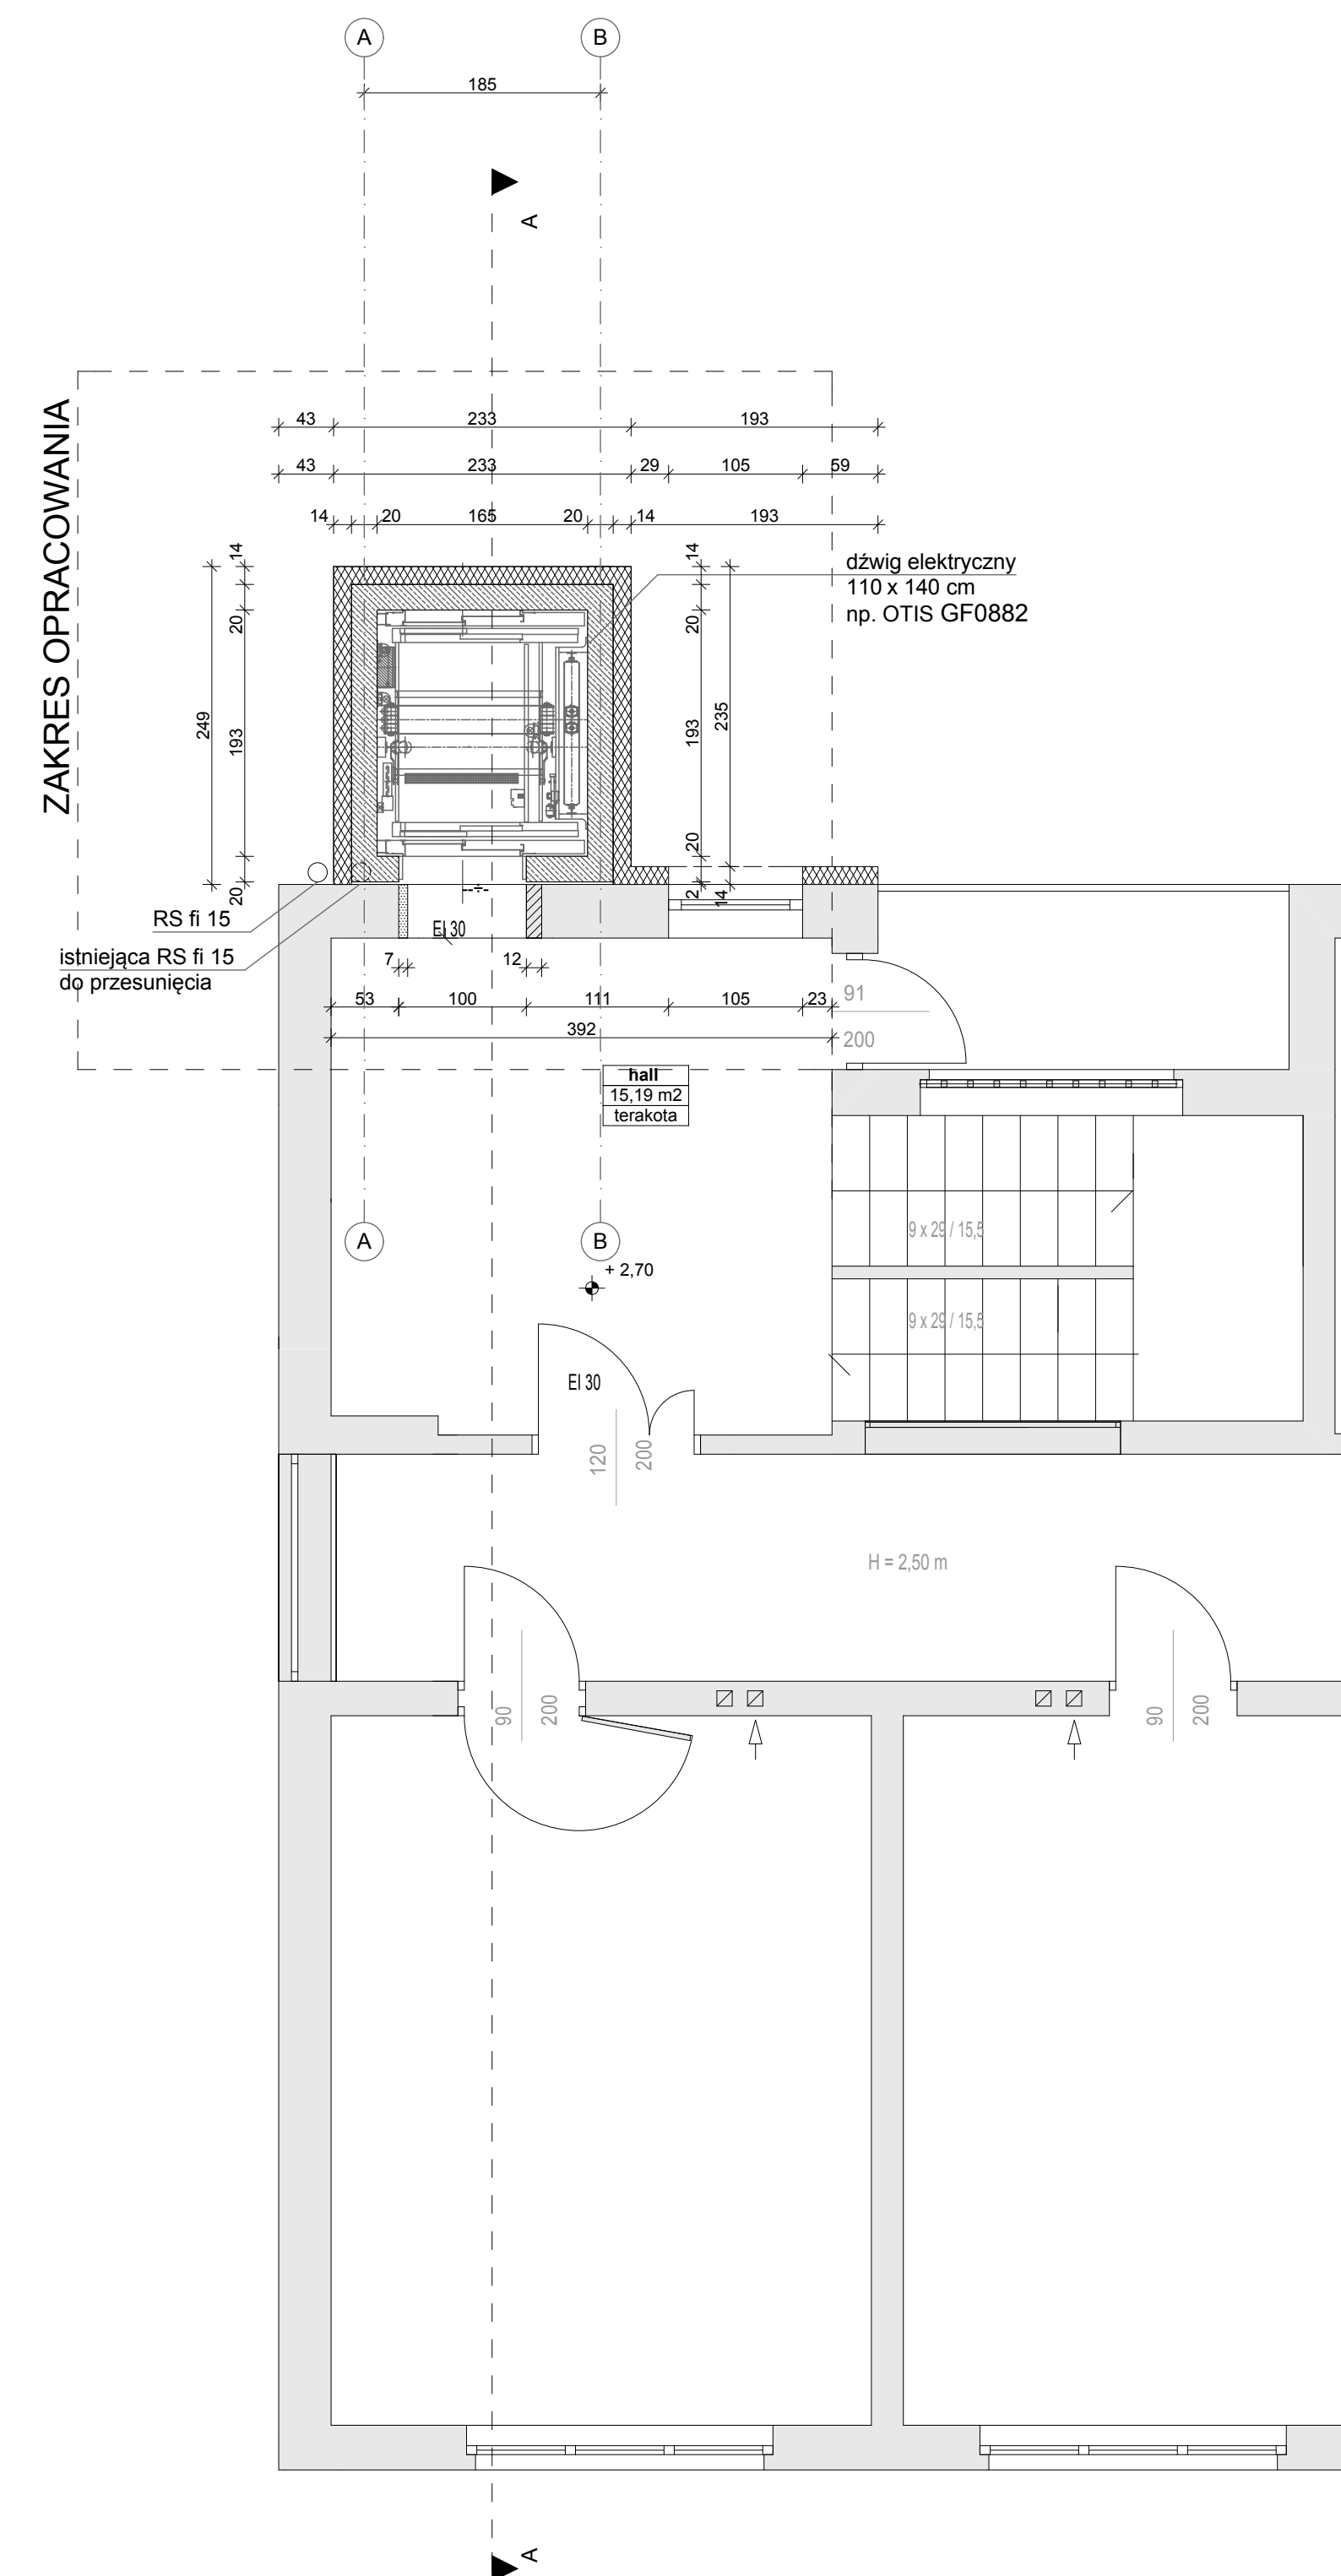 A B
185
A
ZAKRES OPRACOWANIA
43 233 193
43 233 29 105 59
14 20 165 20 14 193
dźwig elektryczny
110 x 140 cm
np. OTIS GF0882
14 14
20 20
249 193 193 235
20 20
20 2 14
RS fi 15
EI 30
istniejąca RS fi 15
do przesunięcia
7 12
53 100 111 105 23
91
392
200
hall
15,19 m2
terakota
9 x 29 / 15,5
A B
+ 2,70
9 x 29 / 15,5
EI 30
120 200
H = 2,50 m
90 200 90 200
A